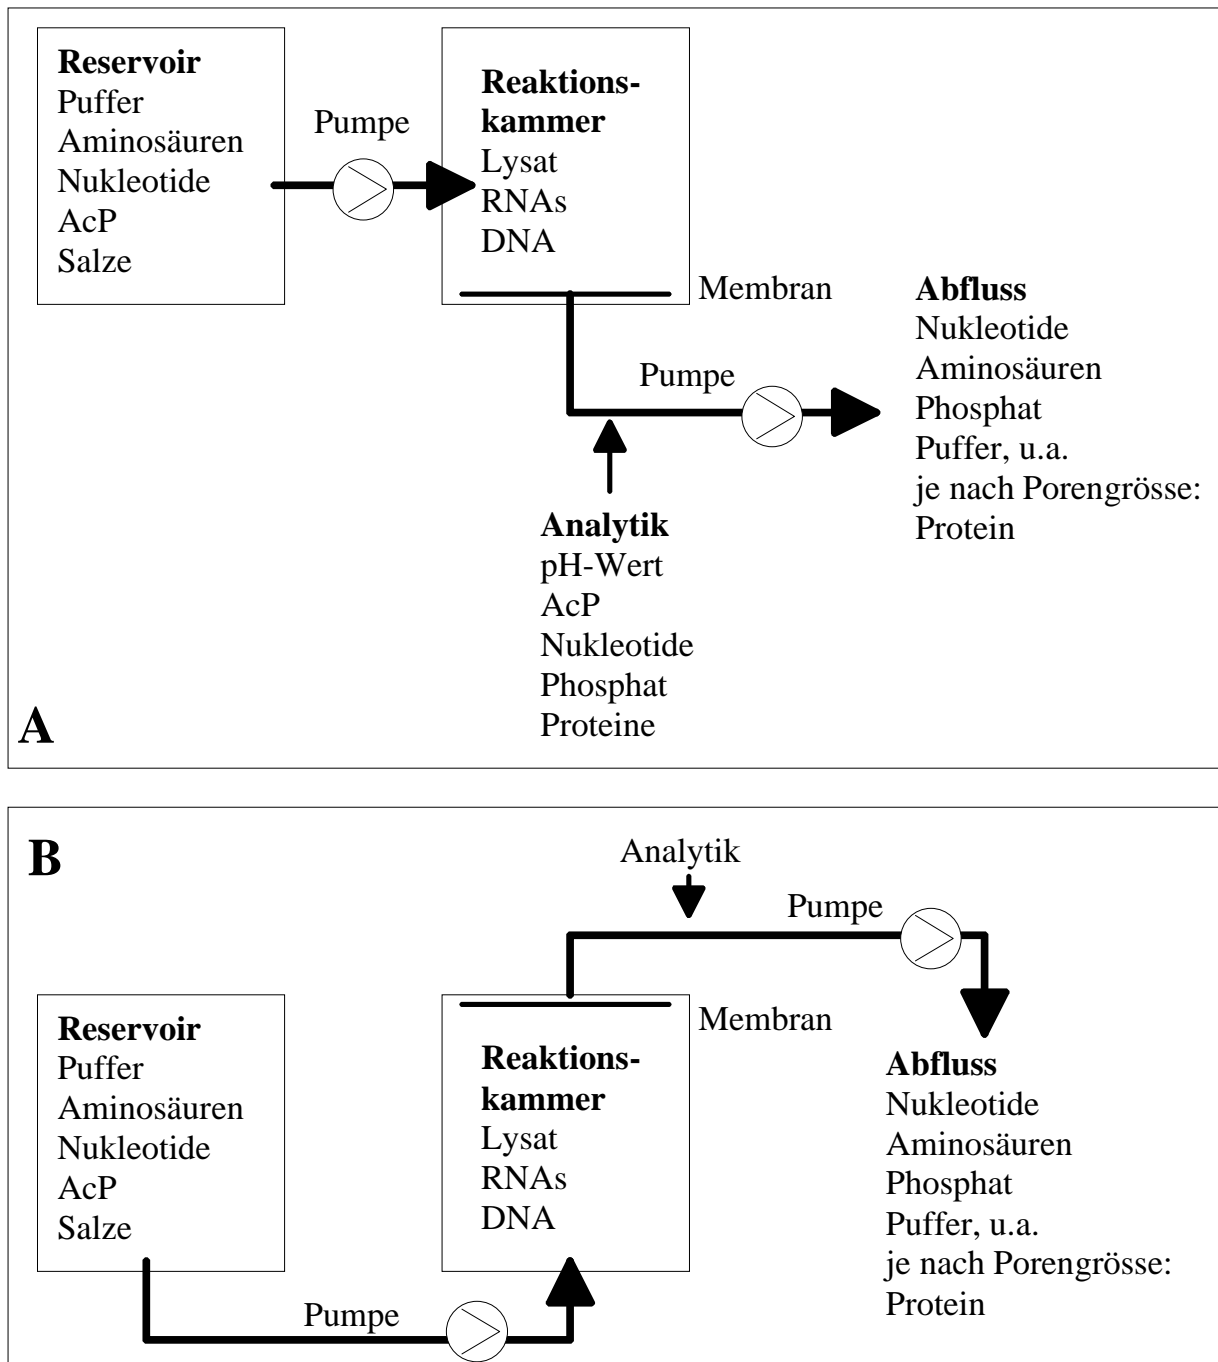 Reservoir
Puffer
Aminosäuren
Nukleotide
AcP
Salze
Pumpe
Reaktions-
kammer
Lysat
RNAs
DNA
Membran
Pumpe
Abfluss
Nukleotide
Aminosäuren
Phosphat
Puffer, u.a.
je nach Porengrösse:
Protein
Analytik
pH-Wert
AcP
Nukleotide
Phosphat
Proteine
A
B
Analytik
Pumpe
Reservoir
Puffer
Aminosäuren
Nukleotide
AcP
Salze
Pumpe
Membran
Reaktions-
kammer
Lysat
RNAs
DNA
Abfluss
Nukleotide
Aminosäuren
Phosphat
Puffer, u.a.
je nach Porengrösse:
Protein